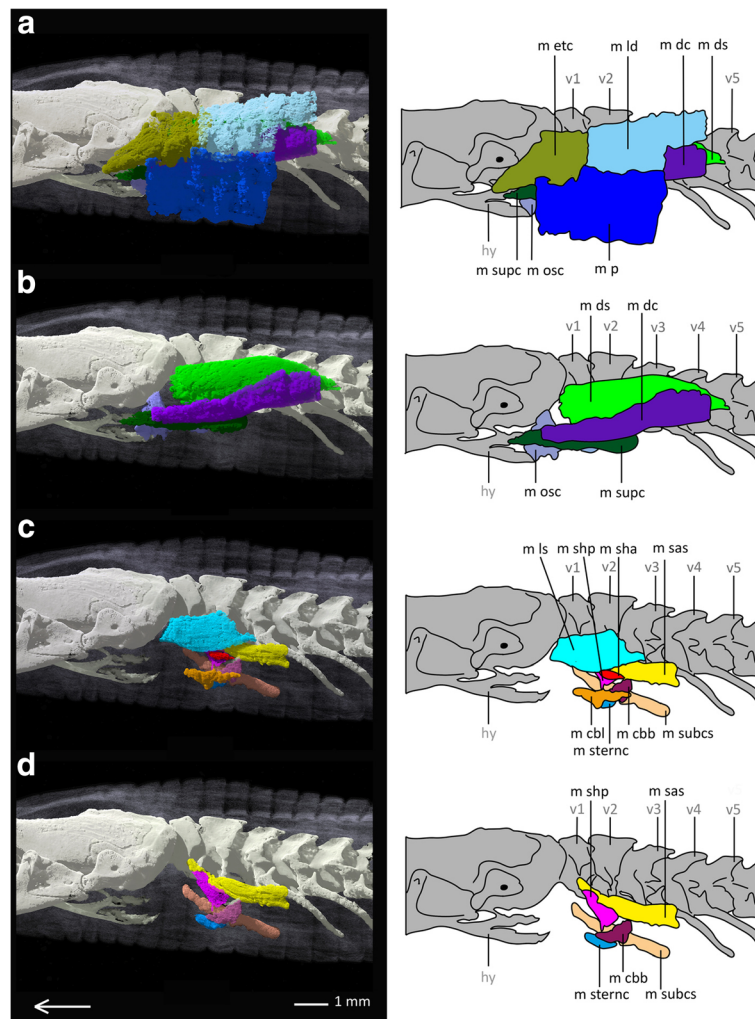 a
m etc
m ld
m dc
m ds
v1
v2
v5
hy
m supc
m osc
m p
b
m ds
m dc
v1
v2
v3
v4
v5
hy
m osc
m supc
c
m ls
m shp
m sha
m sas
v1
v2
v3
v4
v5
hy
m cbl
m cbb
m subcs
m sternc
d
m shp
m sas
v1
v2
v3
v4
v5
hy
m cbb
m sternc
m subcs
1 mm